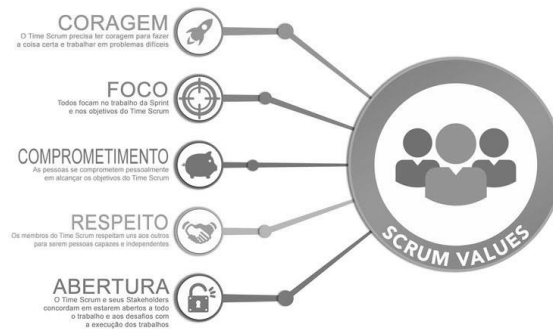 CORAGEM
O Time Scrum precisa ter coragem para fazer
a coisa certa e trabalhar em problemas difíceis
FOCO
Todos focam no trabalho da Sprint
e nos objetivos do Time Scrum
COMPROMETIMENTO
As pessoas se comprometem pessoalmente
em alcançar os objetivos do Time Scrum
RESPEITO
Os membros do Time Scrum respeitam uns aos outros
para serem pessoas capazes e independentes
ABERTURA
O Time Scrum e seus Stakeholders
concordam em estarem abertos a todo
o trabalho e aos desafios com
a execução dos trabalhos
SCRUM VALUES